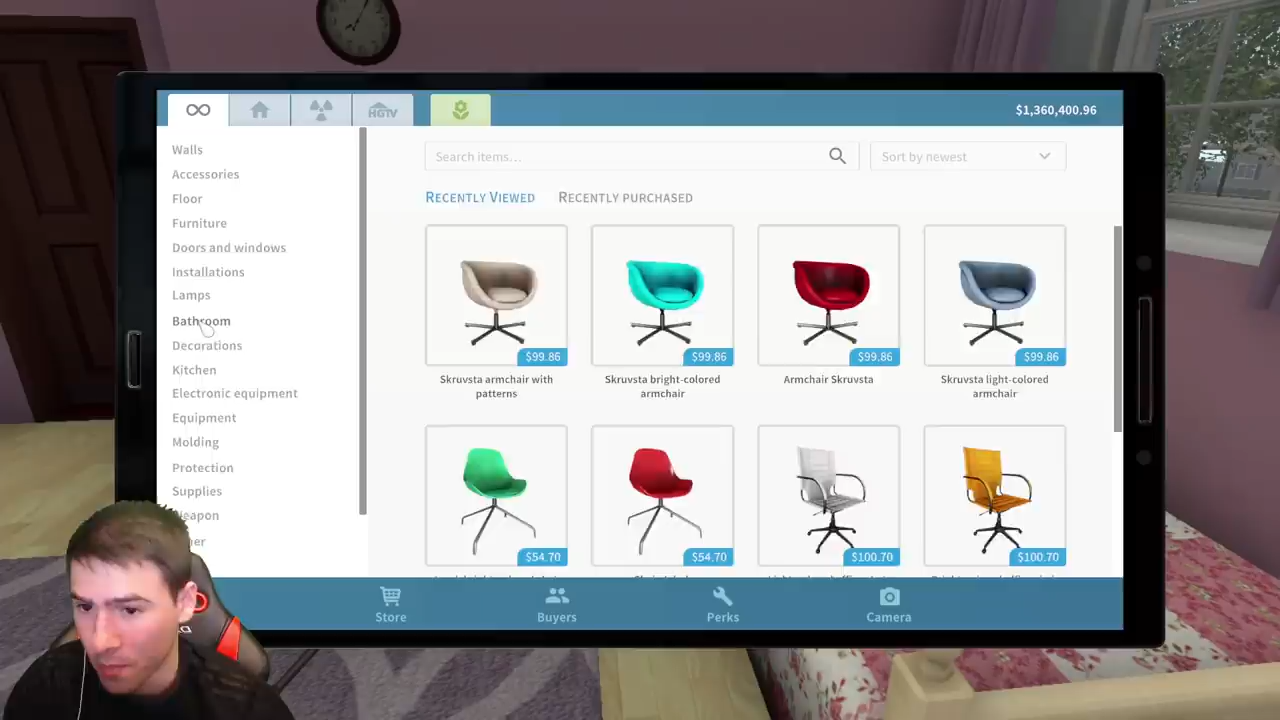 HGTV
$1,360,400.96
Walls
Accessories
Floor
Furniture
Doors and windows
Installations
Lamps
Bathroom
Decorations
Kitchen
Electronic equipment
Equipment
Molding
Protection
Supplies
Search items...
Sort by newest
RECENTLY VIEWED
RECENTLY PURCHASED
$99.86
$99.86
$99.86
$99.86
Skruvsta armchair with
patterns
Skruvsta bright-colored
armchair
Armchair Skruvsta
Skruvsta light-colored
armchair
$54.70
$54.70
$100.70
$100.70
Store
Buyers
Perks
Camera